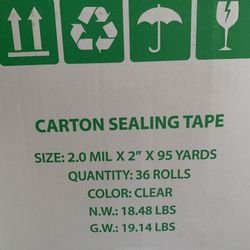 CARTON SEALING TAPE
SIZE: 2.0 MIL X 2” X 95 YARDS
QUANTITY: 36 ROLLS
COLOR: CLEAR
N.W.: 18.48 LBS
G.W.: 19.14 LBS